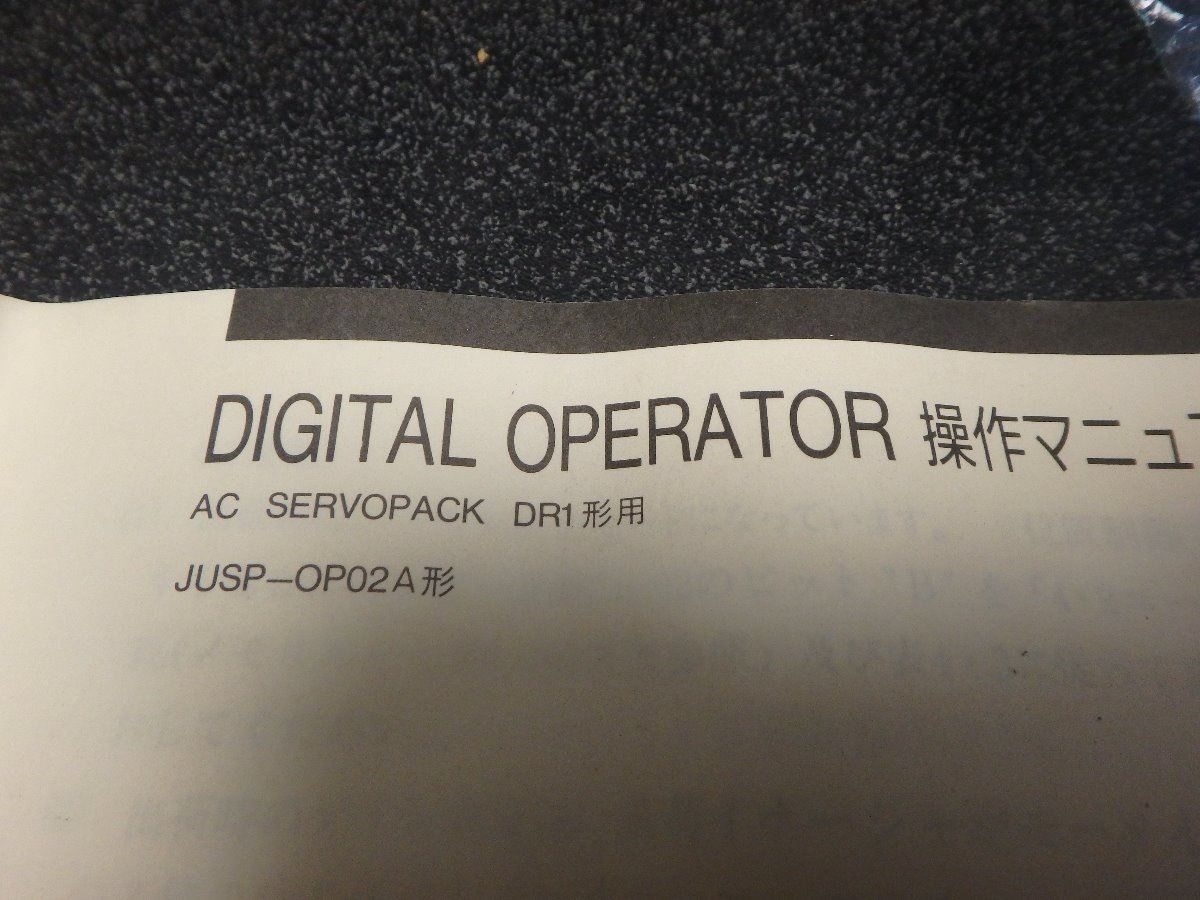 DIGITAL OPERATOR 操作マニュ
AC SERVOPACK DR1形用
JUSP-OP02A形